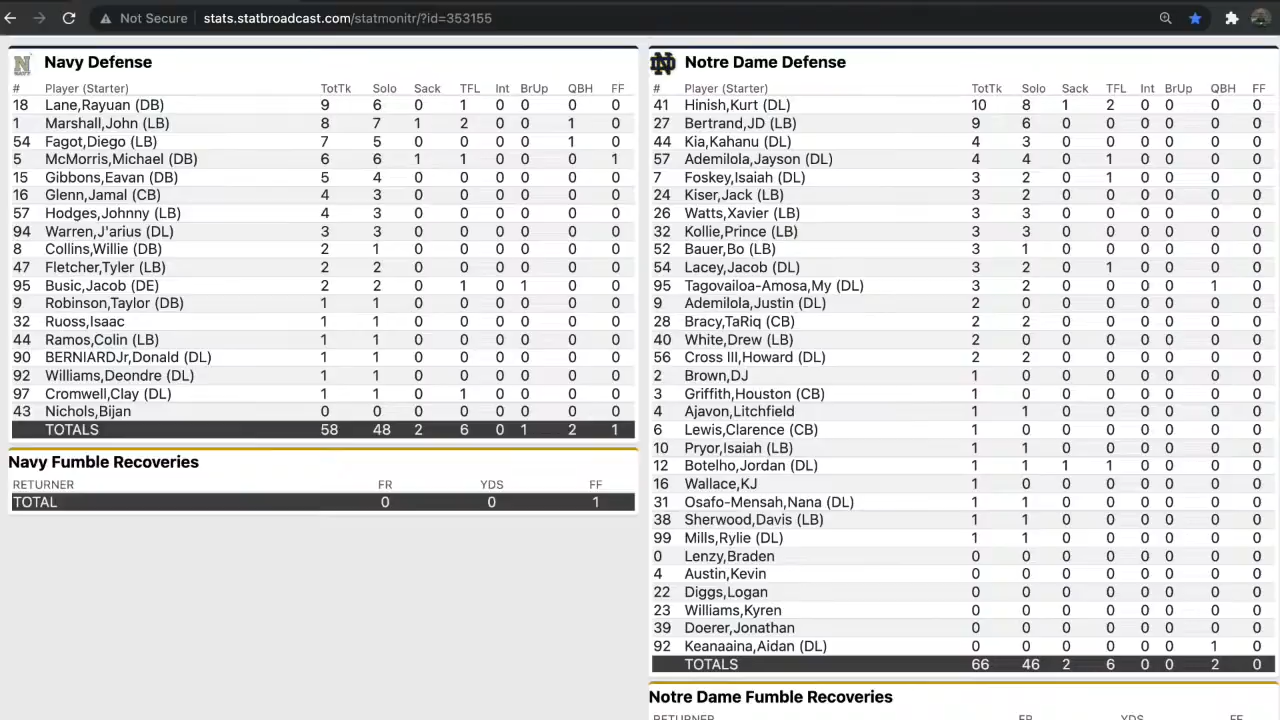 Not Secure stats.statbroadcast.com/statmonitr/?id=353155
Navy Defense
# Player (Starter) TotTk Solo Sack TFL Int BrUp QBH FF
18 Lane,Rayuan (DB) 9 6 0 1 0 0 0 0
1 Marshall,John (LB) 8 7 1 2 0 0 1 0
54 Fagot,Diego (LB) 7 5 0 0 0 0 1 0
5 McMorris,Michael (DB) 6 6 1 1 0 0 0 1
15 Gibbons,Eavan (DB) 5 4 0 0 0 0 0 0
16 Glenn,Jamal (CB) 4 3 0 0 0 0 0 0
57 Hodges,Johnny (LB) 4 3 0 0 0 0 0 0
94 Warren,J'arius (DL) 3 3 0 0 0 0 0 0
8 Collins,Willie (DB) 2 1 0 0 0 0 0 0
47 Fletcher,Tyler (LB) 2 2 0 0 0 0 0 0
95 Busic,Jacob (DE) 2 2 0 1 0 1 0 0
9 Robinson,Taylor (DB) 1 1 0 0 0 0 0 0
32 Ruoss,Isaac 1 1 0 0 0 0 0 0
44 Ramos,Colin (LB) 1 1 0 0 0 0 0 0
90 BERNIARDJr,Donald (DL) 1 1 0 0 0 0 0 0
92 Williams,Deondre (DL) 1 1 0 0 0 0 0 0
97 Cromwell,Clay (DL) 1 1 0 1 0 0 0 0
43 Nichols,Bijan 0 0 0 0 0 0 0 0
TOTALS 58 48 2 6 0 1 2 1
Navy Fumble Recoveries
RETURNER FR YDS FF
TOTAL 0 0 1
Notre Dame Defense
# Player (Starter) TotTk Solo Sack TFL Int BrUp QBH FF
41 Hinish,Kurt (DL) 10 8 1 2 0 0 0 0
27 Bertrand,JD (LB) 9 6 0 0 0 0 0 0
44 Kia,Kahanu (DL) 4 3 0 0 0 0 0 0
57 Ademilola,Jayson (DL) 4 4 0 1 0 0 0 0
7 Foskey,Isaiah (DL) 3 2 0 1 0 0 0 0
24 Kiser,Jack (LB) 3 2 0 0 0 0 0 0
26 Watts,Xavier (LB) 3 3 0 0 0 0 0 0
32 Kollie,Prince (LB) 3 3 0 0 0 0 0 0
52 Bauer,Bo (LB) 3 1 0 0 0 0 0 0
54 Lacey,Jacob (DL) 3 2 0 1 0 0 0 0
95 Tagovailoa-Amosa,My (DL) 3 2 0 0 0 0 1 0
9 Ademilola,Justin (DL) 2 0 0 0 0 0 0 0
28 Bracy,TaRiq (CB) 2 2 0 0 0 0 0 0
40 White,Drew (LB) 2 0 0 0 0 0 0 0
56 Cross III,Howard (DL) 2 2 0 0 0 0 0 0
2 Brown,DJ 1 0 0 0 0 0 0 0
3 Griffith,Houston (CB) 1 0 0 0 0 0 0 0
4 Ajavon,Litchfield 1 1 0 0 0 0 0 0
6 Lewis,Clarence (CB) 1 0 0 0 0 0 0 0
10 Pryor,Isaiah (LB) 1 1 0 0 0 0 0 0
12 Botelho,Jordan (DL) 1 1 1 1 0 0 0 0
16 Wallace,KJ 1 0 0 0 0 0 0 0
31 Osafo-Mensah,Nana (DL) 1 1 0 0 0 0 0 0
38 Sherwood,Davis (LB) 1 1 0 0 0 0 0 0
99 Mills,Rylie (DL) 1 1 0 0 0 0 0 0
0 Lenzy,Braden 0 0 0 0 0 0 0 0
4 Austin,Kevin 0 0 0 0 0 0 0 0
22 Diggs,Logan 0 0 0 0 0 0 0 0
23 Williams,Kyren 0 0 0 0 0 0 0 0
39 Doerer,Jonathan 0 0 0 0 0 0 0 0
92 Keanaaina,Aidan (DL) 0 0 0 0 0 0 1 0
TOTALS 66 46 2 6 0 0 2 0
Notre Dame Fumble Recoveries
RETURNER FR YDS FF